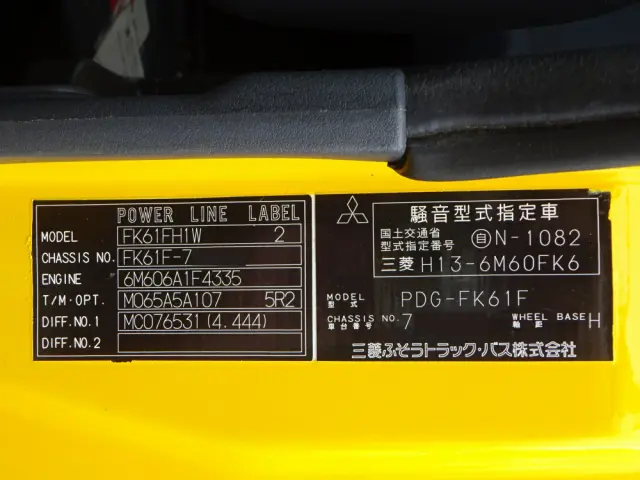 POWER LINE LABEL
MODEL FK61FH1W 2
CHASSIS NO. FK61F-7
ENGINE 6M606A1F4335
T/M·OPT. M065A5A107 5R2
DIFF.NO.1 MC076531 (4.444)
DIFF.NO.2
騒音型式指定車
国土交通省
型式指定番号 自N-1082
三菱 H13-6M60FK6
MODEL
型式 PDG-FK61F
CHASSIS NO.
車台番号 7
WHEEL BASE
軸距 H
三菱ふそうトラック・バス株式会社